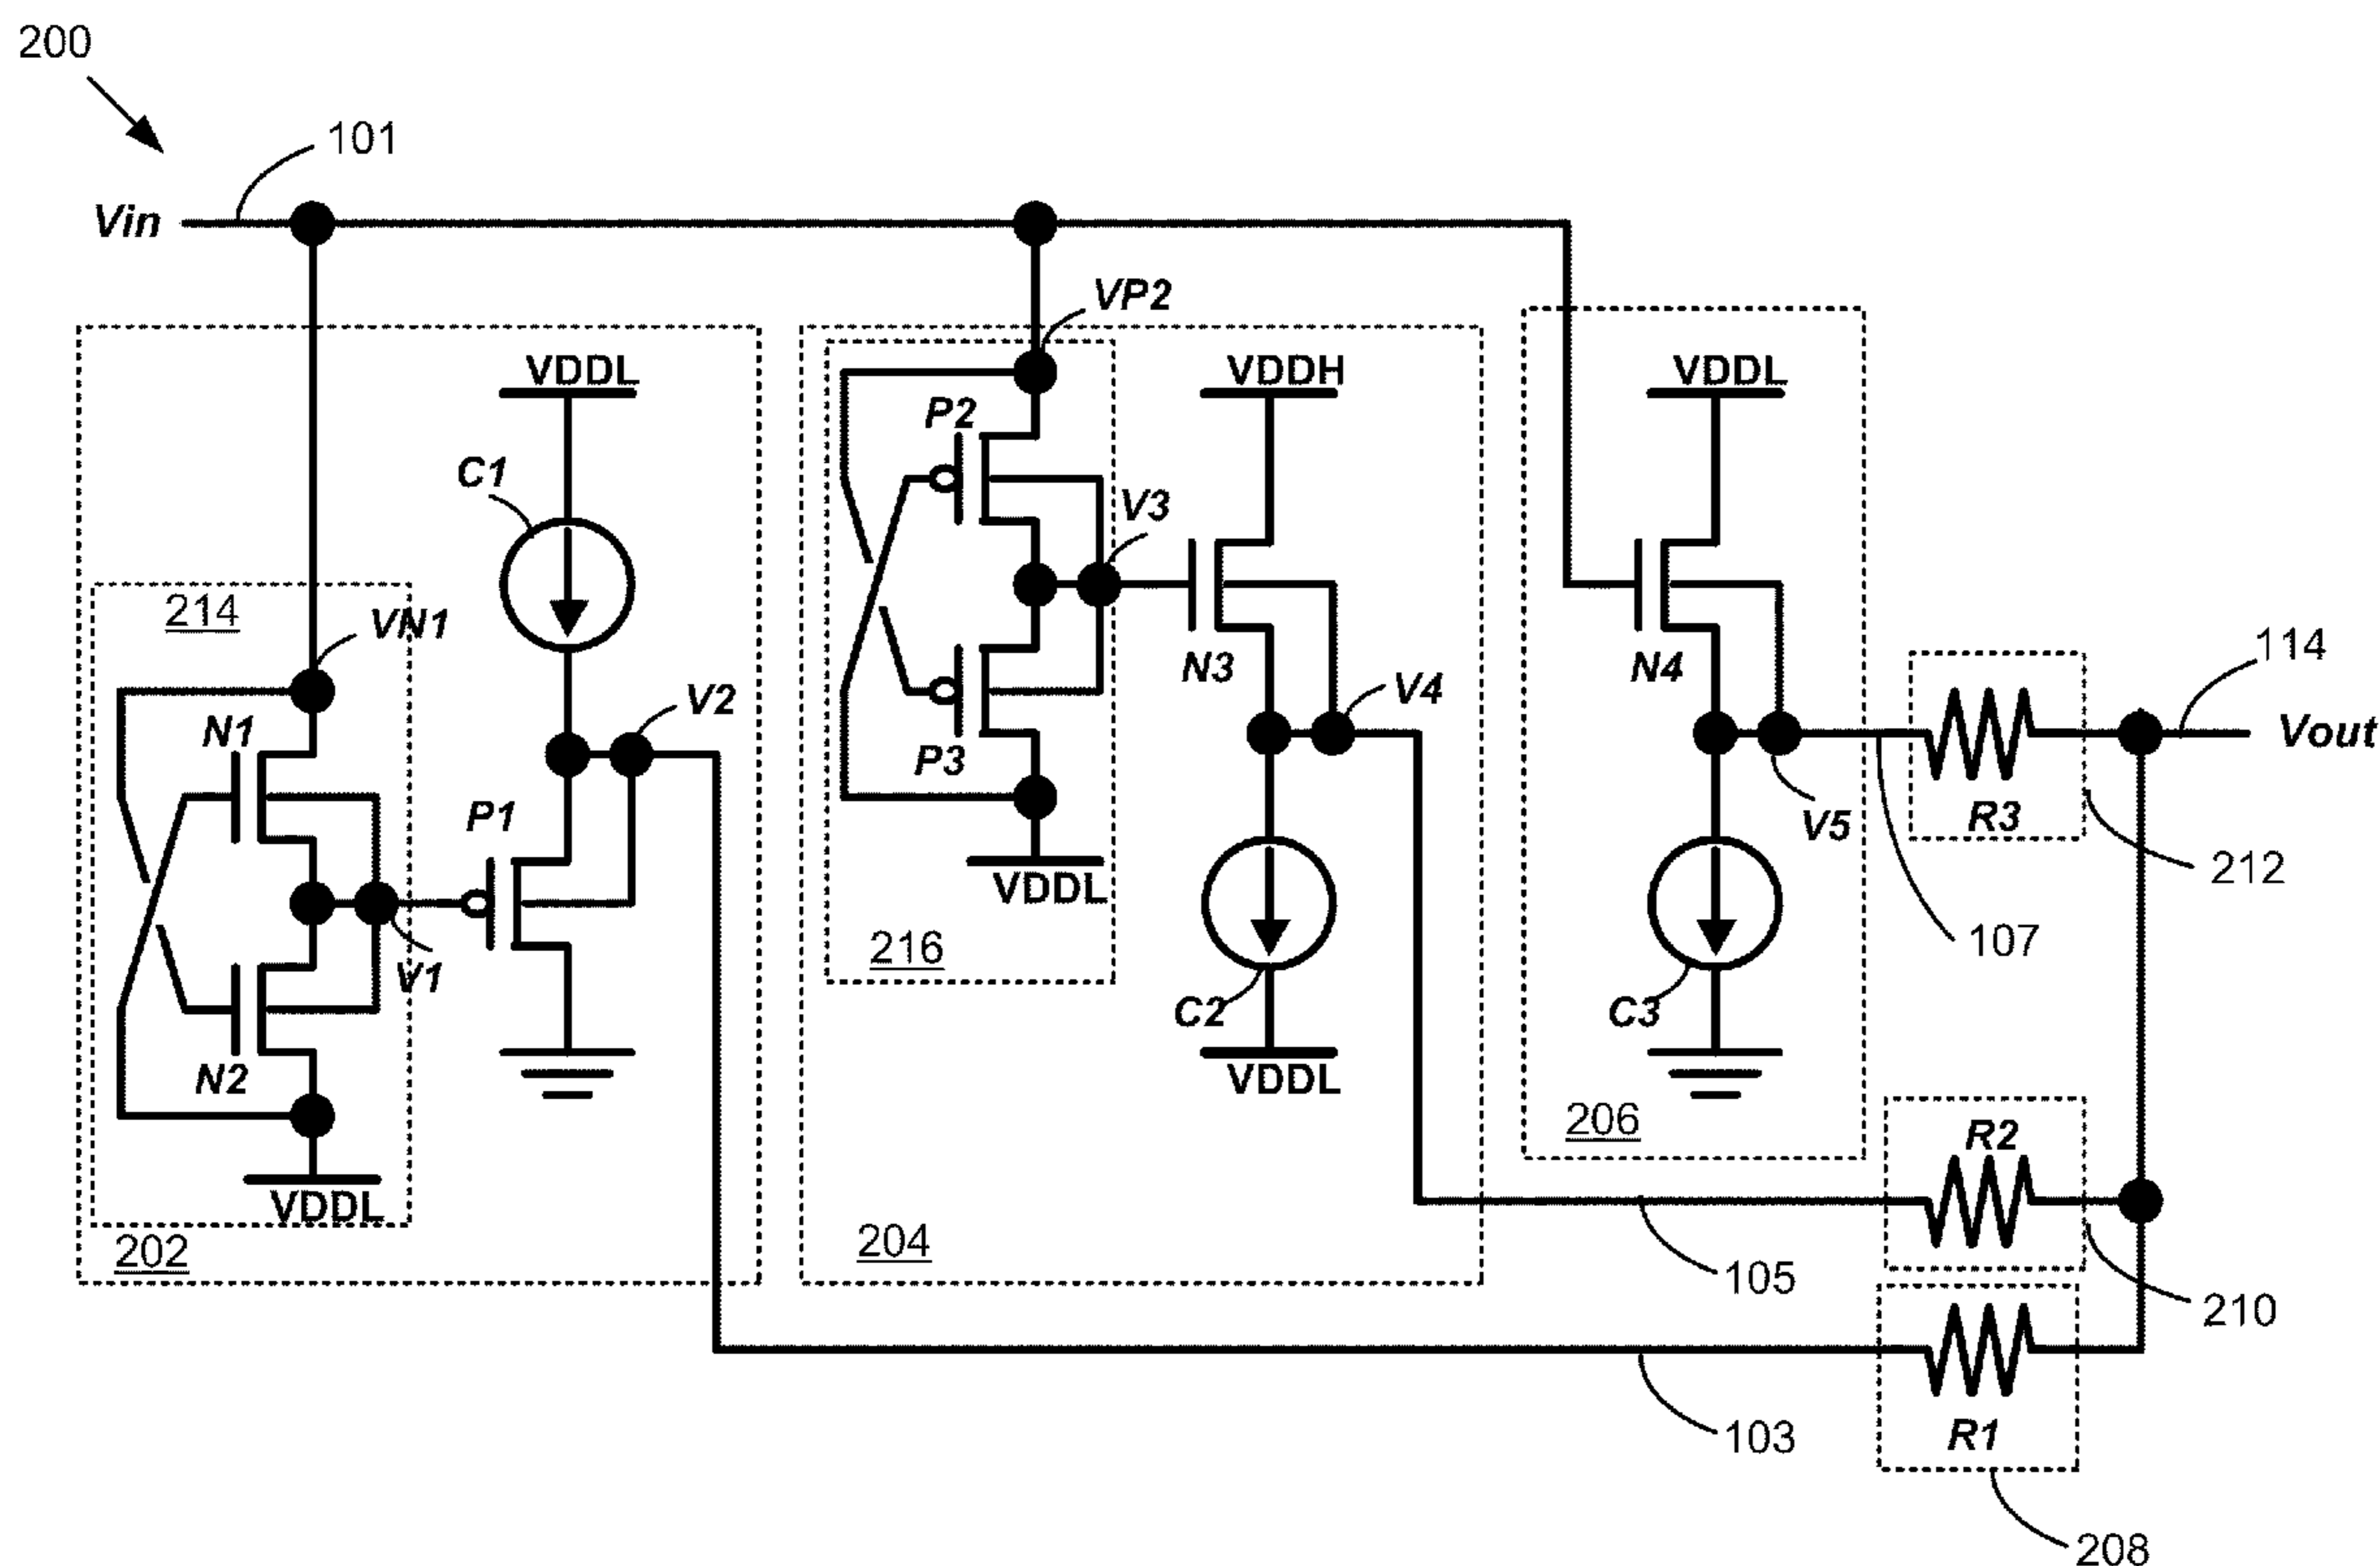 200
101
Vin
VP2
VDDL
VDDH
VDDL
P2
C1
V3
214
VN1
N3
N4
114
V4
V2
N1
Vout
P3
P1
V5
R3
212
VDDL
216
107
V1
C2
C3
N2
VDDL
206
R2
VDDL
202
204
105
210
R1
103
208